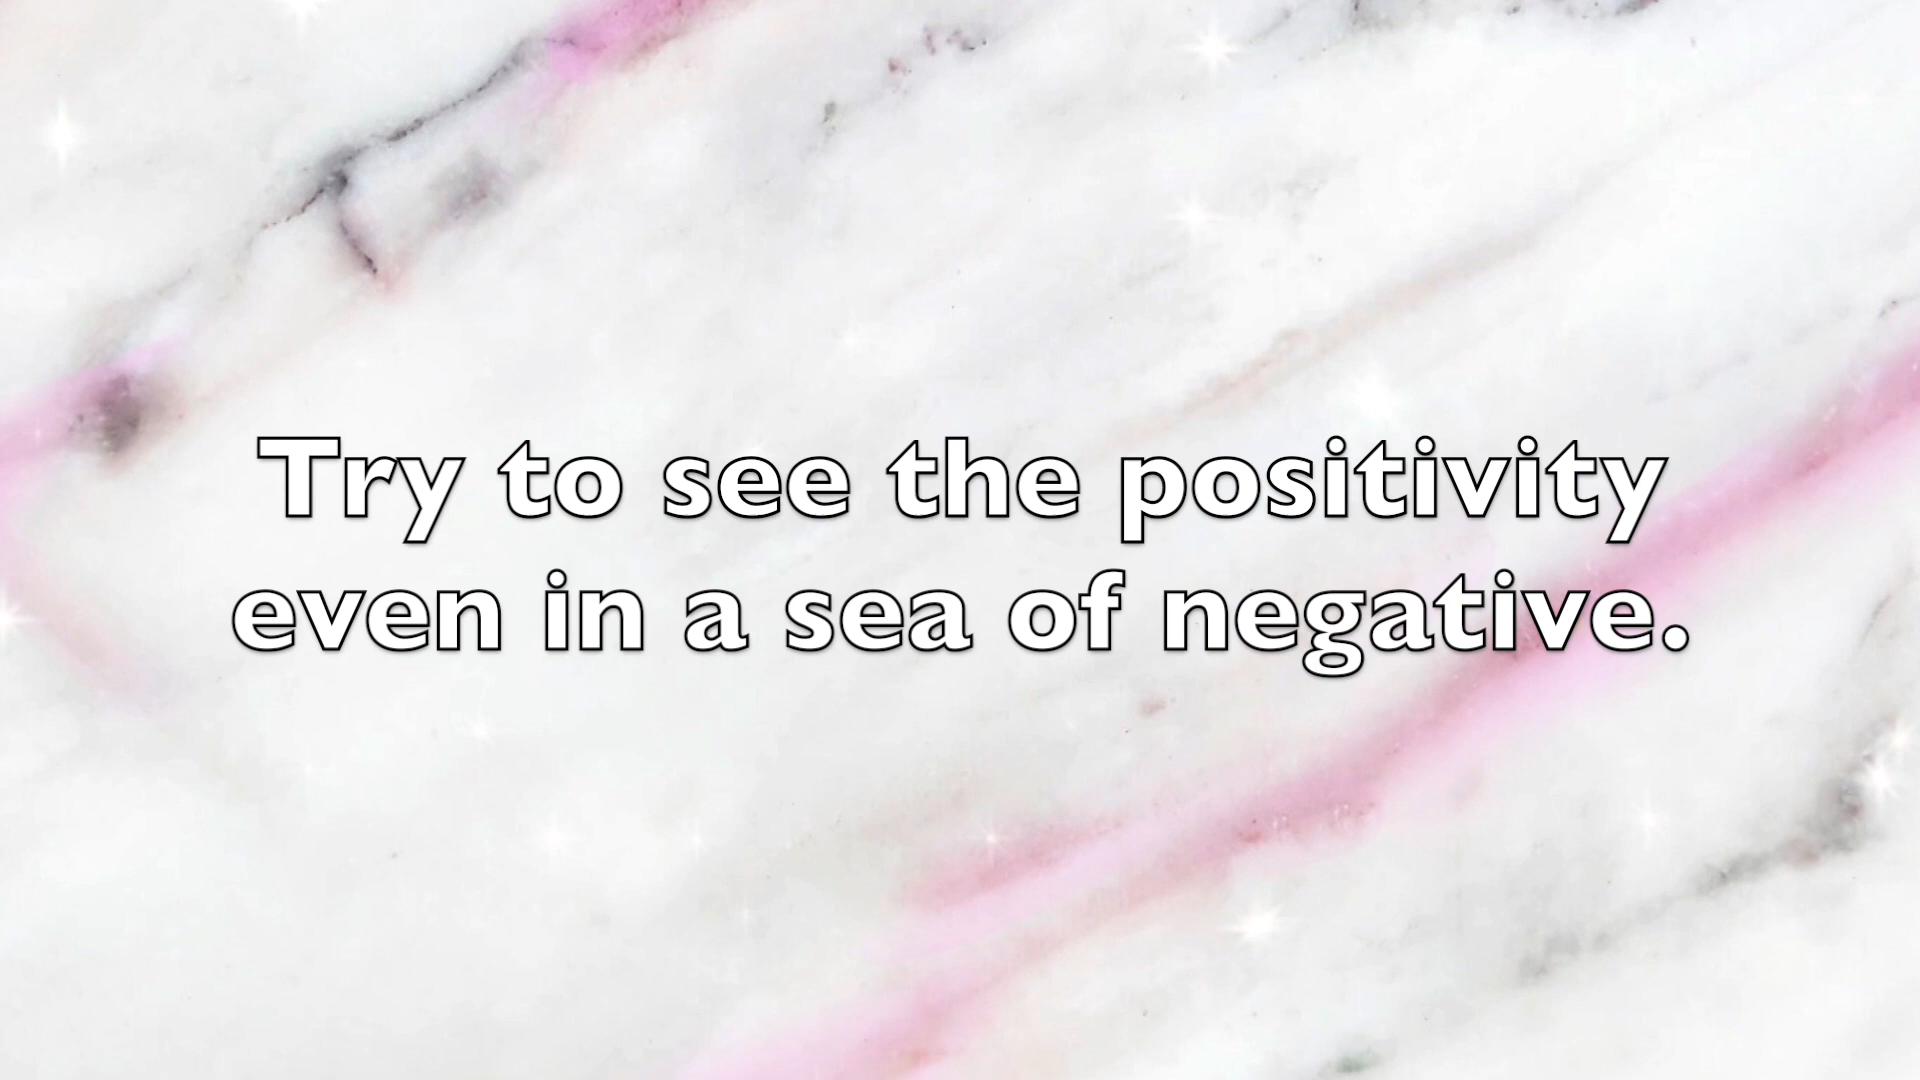 Try to see the positivity
even in a sea of negative.